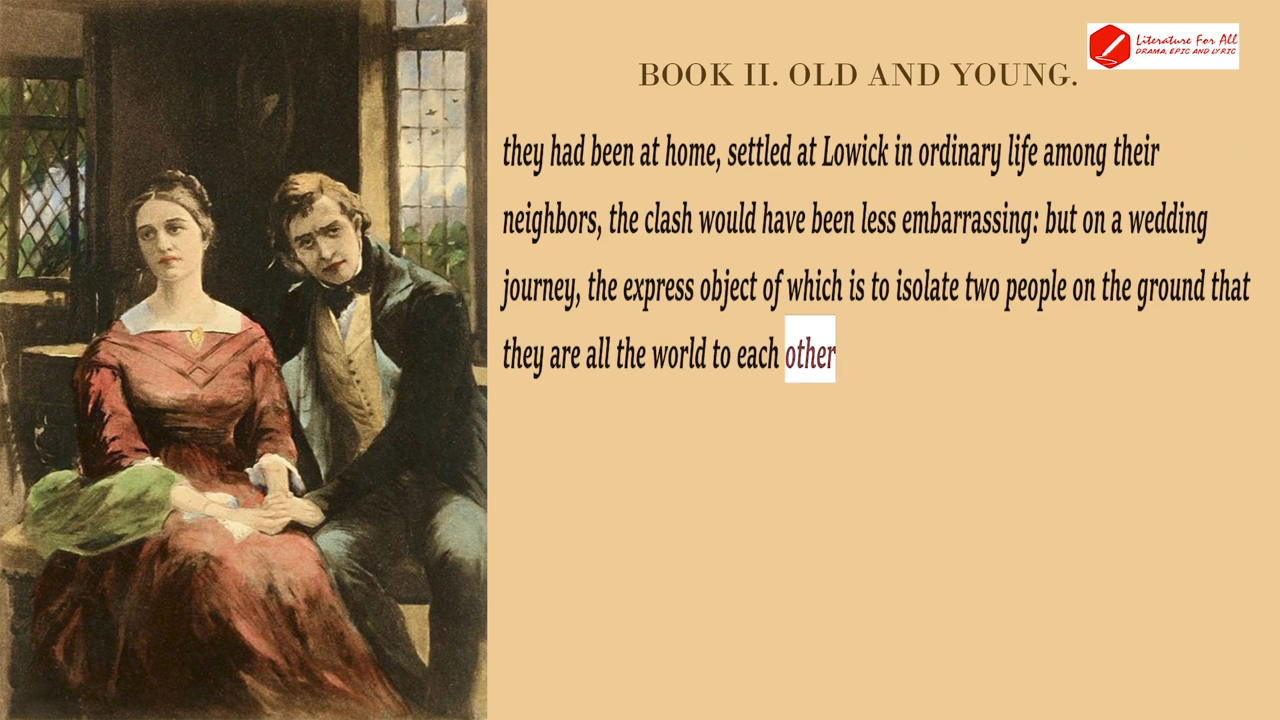 Literature For All
DRAMA, EPIC AND LYRIC
BOOK II. OLD AND YOUNG.
they had been at home, settled at Lowick in ordinary life among their
neighbors, the clash would have been less embarrassing: but on a wedding
journey, the express object of which is to isolate two people on the ground that
they are all the world to each other